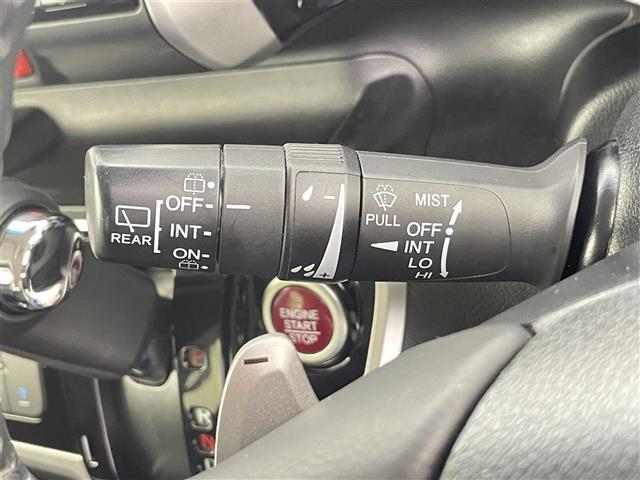 OFF
INT
ON
REAR
−
+
PULL
MIST
OFF
INT
LO
HI
ENGINE
START
STOP
R
N